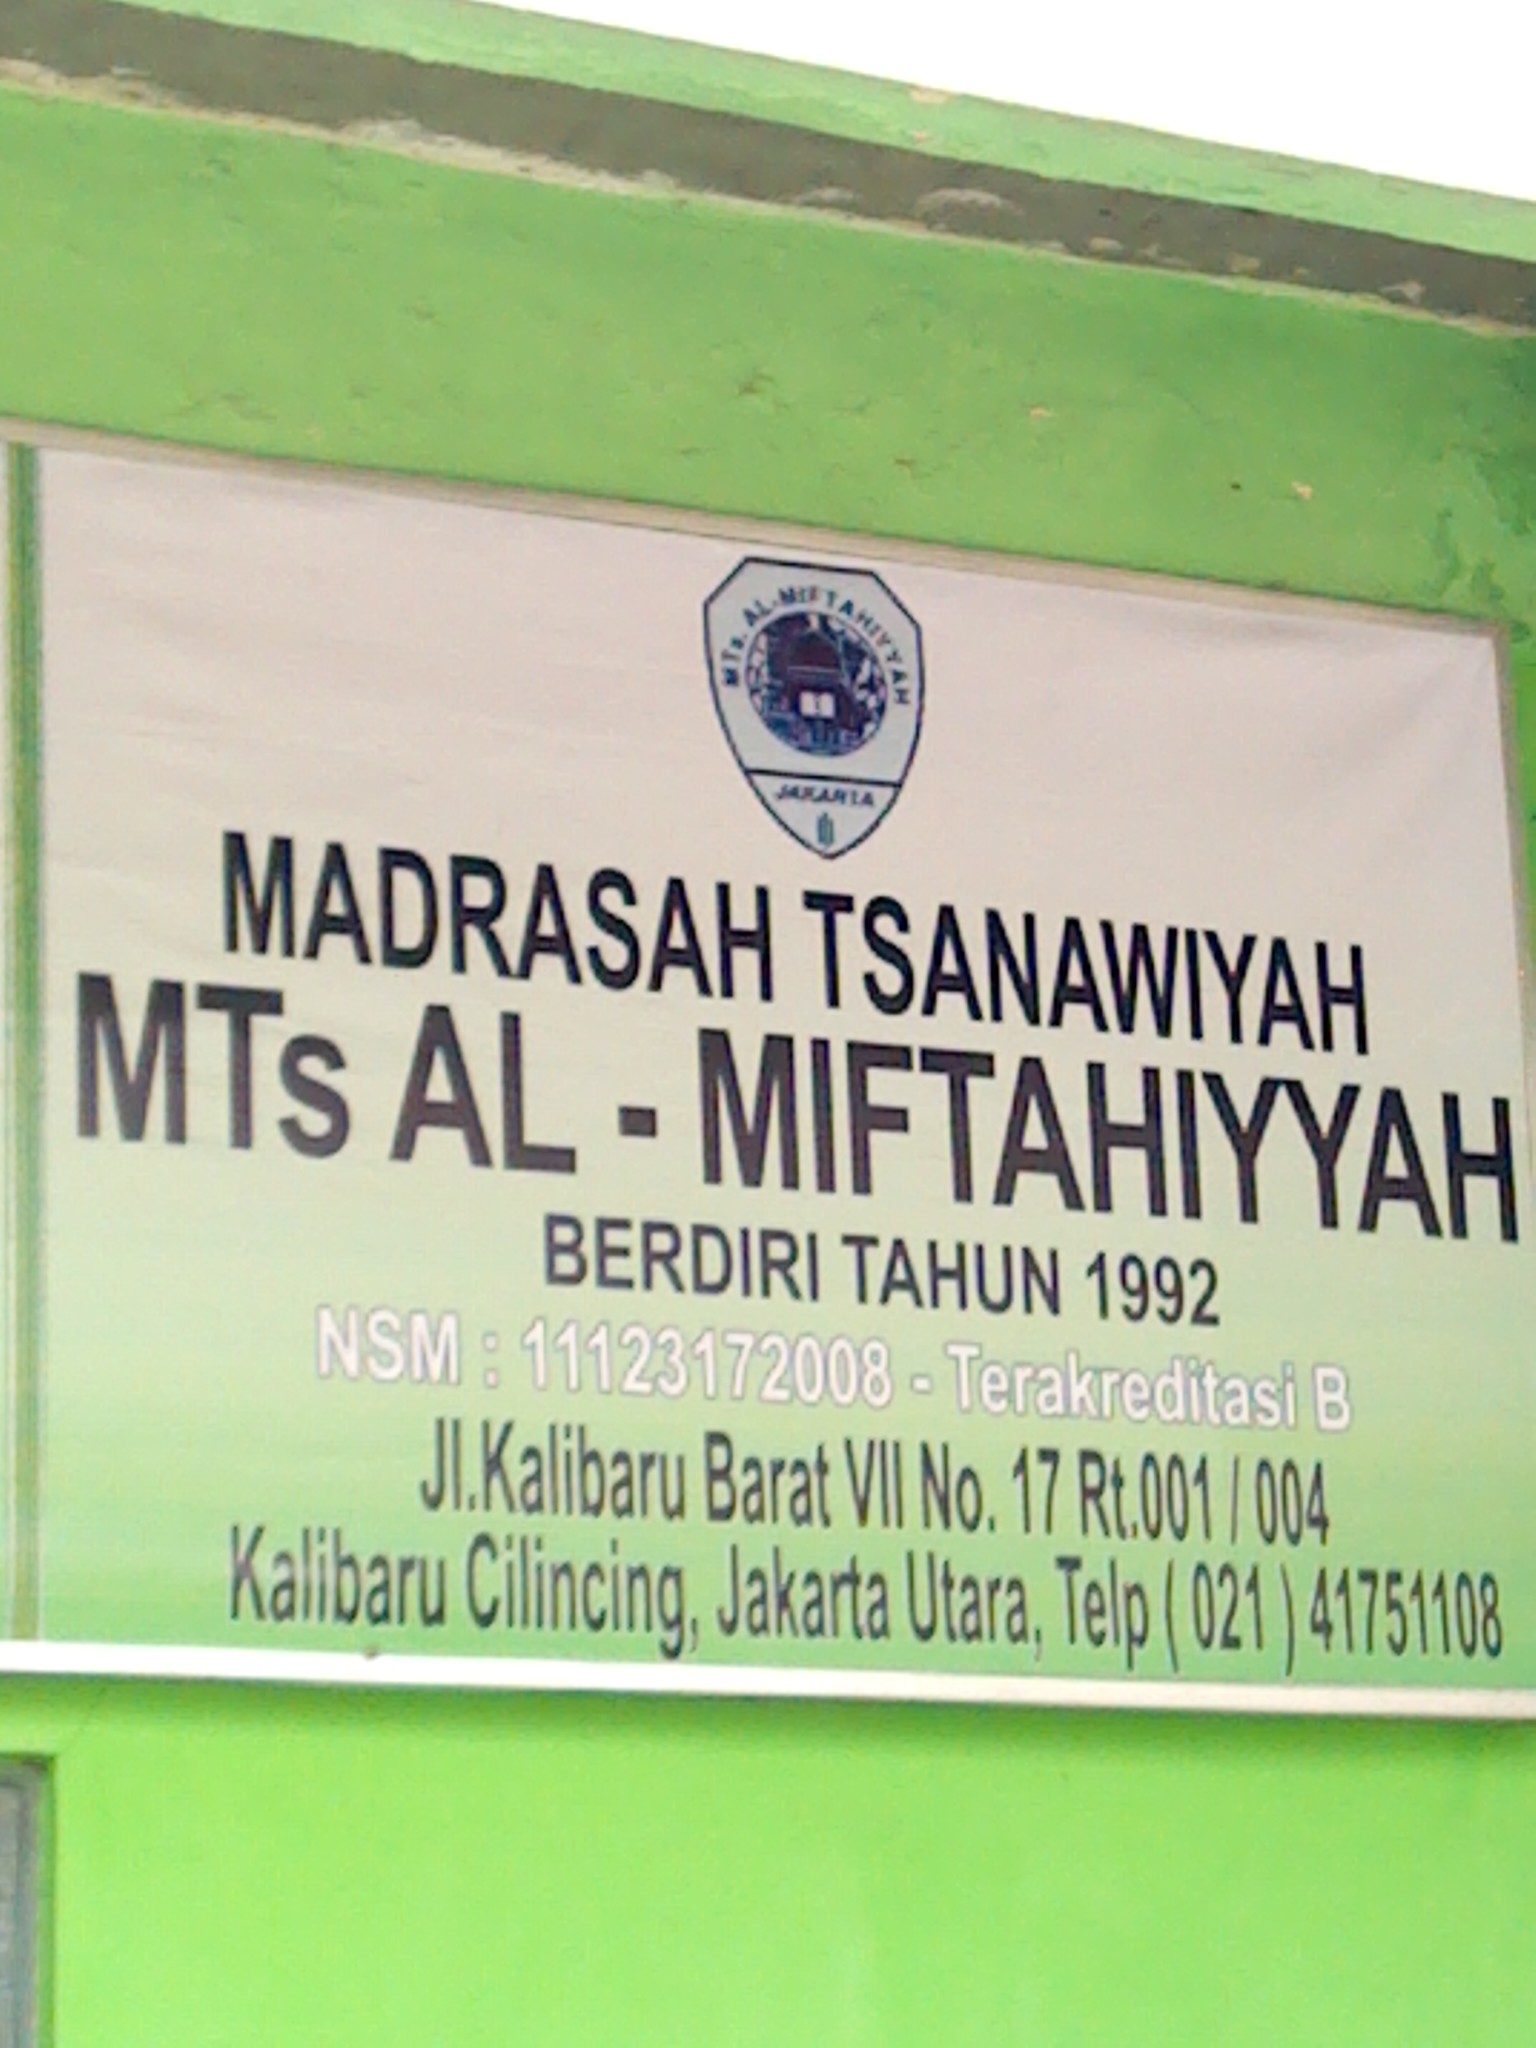 MTs. AL-MIFTAHIYYAH
JAKARTA
MADRASAH TSANAWIYAH
MTs AL - MIFTAHIYYAH
BERDIRI TAHUN 1992
NSM : 11123172008 - Terakreditasi B
Jl.Kalibaru Barat VII No. 17 Rt.001 / 004
Kalibaru Cilincing, Jakarta Utara, Telp ( 021 ) 41751108